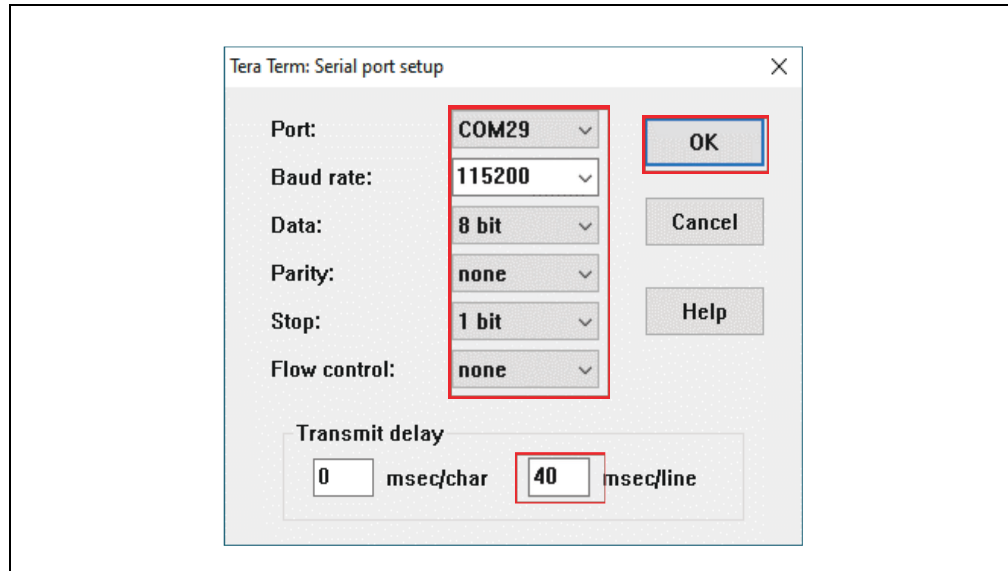 Tera Term: Serial port setup
Port: COM29 OK
Baud rate: 115200
Data: 8 bit Cancel
Parity: none
Stop: 1 bit Help
Flow control: none
Transmit delay
0 msec/char 40 msec/line